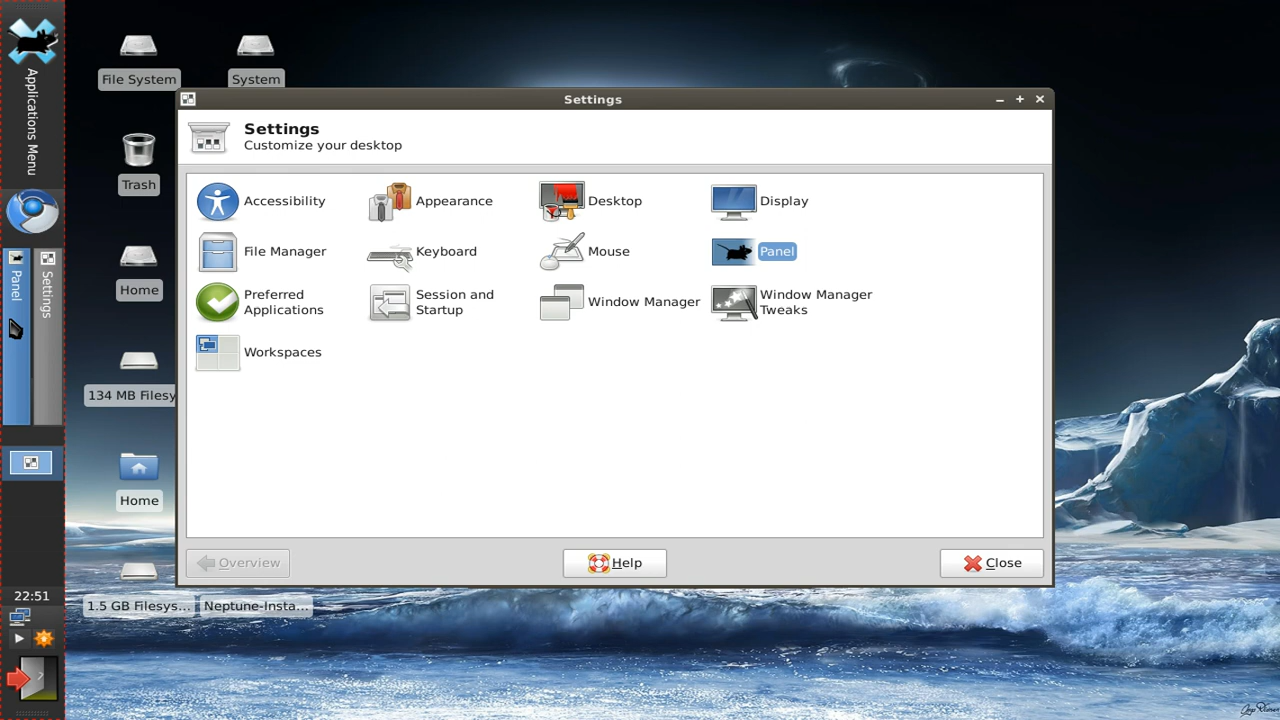 Applications Menu
Panel
Settings
22:51
File System
System
Trash
Home
134 MB Filesy
Home
1.5 GB Filesys...
Neptune-Insta...
Settings
Settings
Customize your desktop
Accessibility
Appearance
Desktop
Display
File Manager
Keyboard
Mouse
Panel
Preferred
Applications
Session and
Startup
Window Manager
Window Manager
Tweaks
Workspaces
Overview
Help
Close